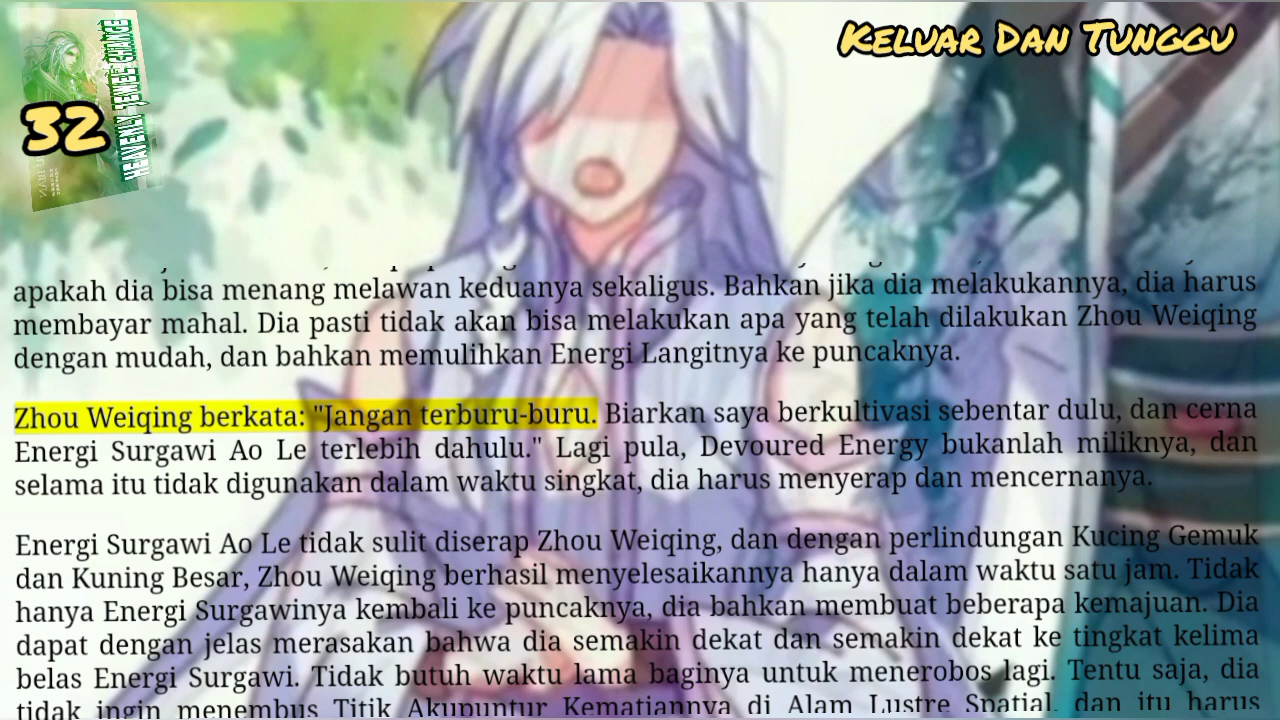 Keluar Dan Tunggu
32
HEAVENLY JEWEL CHANGE
apakah dia bisa menang melawan keduanya sekaligus. Bahkan jika dia melakukannya, dia harus
membayar mahal. Dia pasti tidak akan bisa melakukan apa yang telah dilakukan Zhou Weiqing
dengan mudah, dan bahkan memulihkan Energi Langitnya ke puncaknya.
Zhou Weiqing berkata: "Jangan terburu-buru. Biarkan saya berkultivasi sebentar dulu, dan cerna
Energi Surgawi Ao Le terlebih dahulu." Lagi pula, Devoured Energy bukanlah miliknya, dan
selama itu tidak digunakan dalam waktu singkat, dia harus menyerap dan mencernanya.
Energi Surgawi Ao Le tidak sulit diserap Zhou Weiqing, dan dengan perlindungan Kucing Gemuk
dan Kuning Besar, Zhou Weiqing berhasil menyelesaikannya hanya dalam waktu satu jam. Tidak
hanya Energi Surgawinya kembali ke puncaknya, dia bahkan membuat beberapa kemajuan. Dia
dapat dengan jelas merasakan bahwa dia semakin dekat dan semakin dekat ke tingkat kelima
belas Energi Surgawi. Tidak butuh waktu lama baginya untuk menerobos lagi. Tentu saja, dia
tidak ingin menembus Titik Akupuntur Kematiannya di Alam Lustre Spatial, dan itu harus